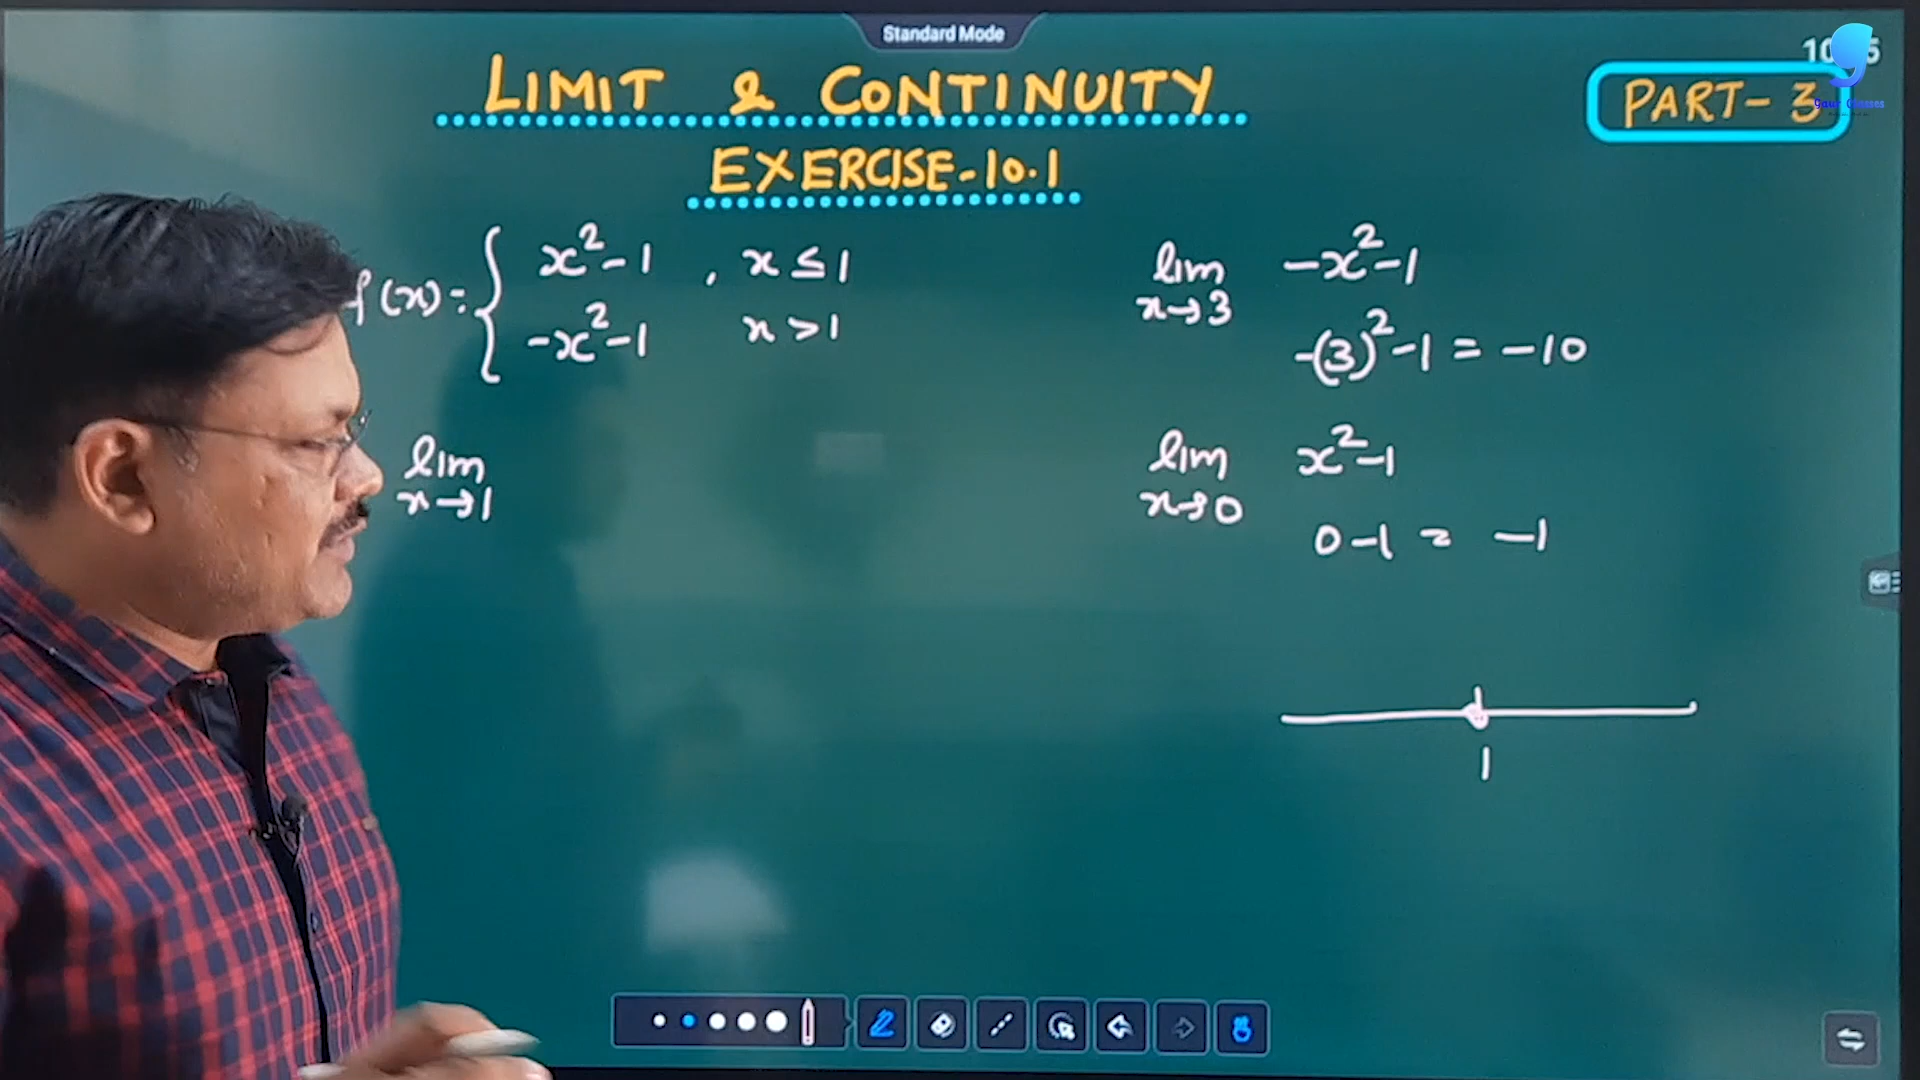 Standard Mode
LIMIT & CONTINUITY
PART- 3
EXERCISE-10.1
f(x) = { x²-1 , x ≤ 1
-x²-1 x > 1
lim x→1
lim x→3 -x²-1
-(3)²-1 = -10
lim x→0 x²-1
0-1 = -1
1